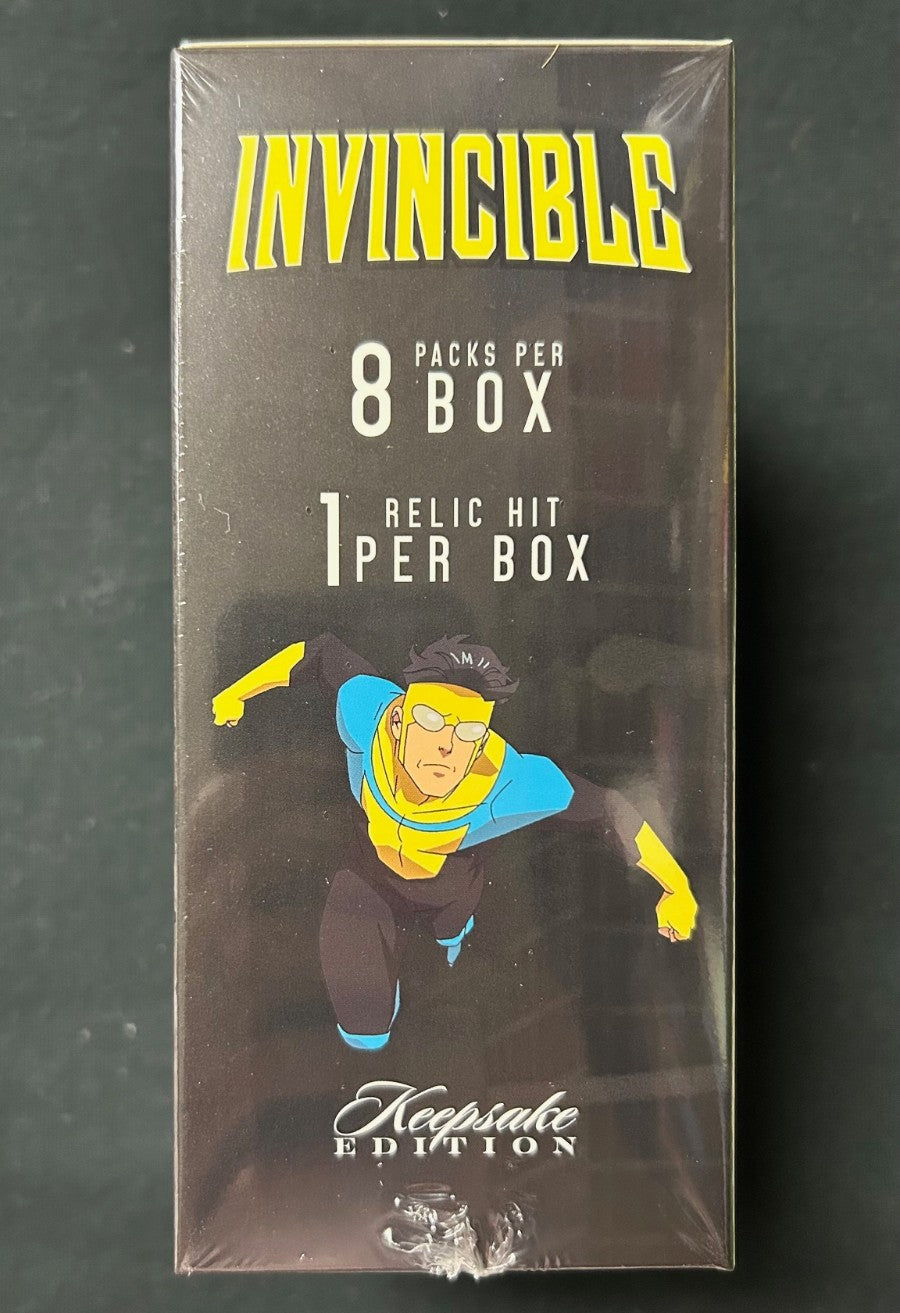 INVINCIBLE
8 PACKS PER
BOX
1 RELIC HIT
PER BOX
Keepsake
EDITION